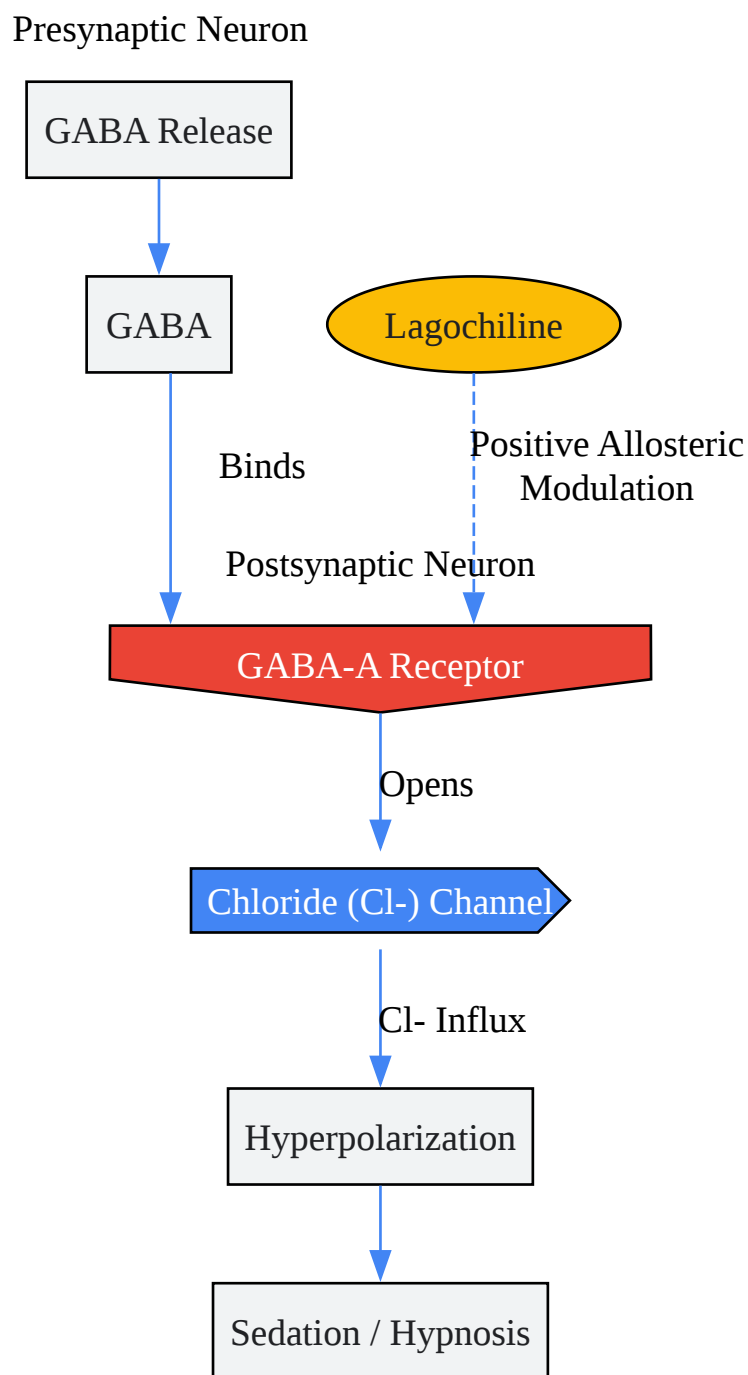 Presynaptic Neuron
GABA Release
GABA
Lagochiline
Binds
Positive Allosteric
Modulation
Postsynaptic Neuron
GABA-A Receptor
Opens
Chloride (Cl-) Channel
Cl- Influx
Hyperpolarization
Sedation / Hypnosis